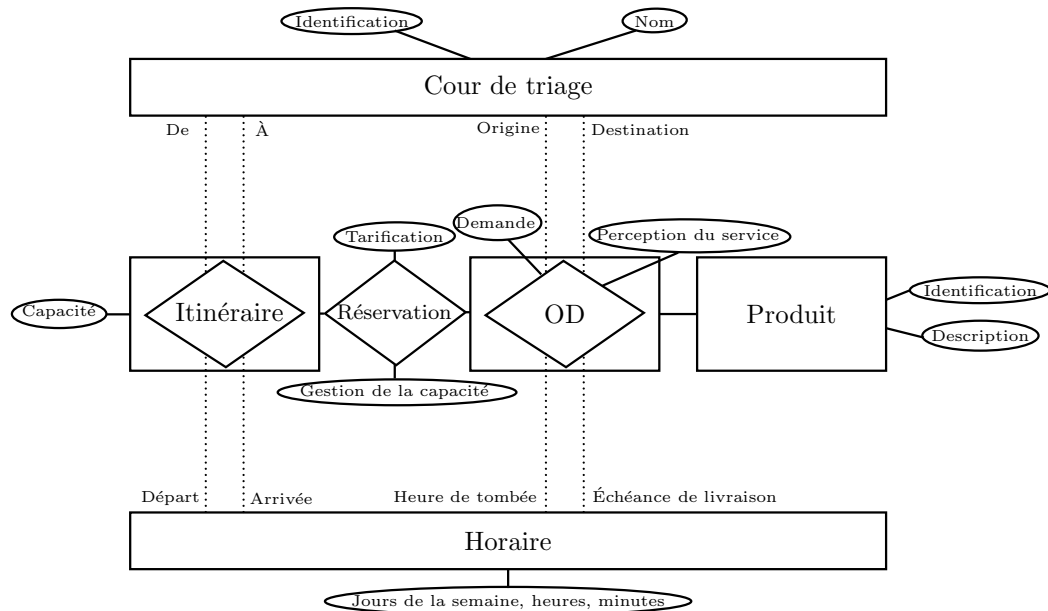 Identification
Nom
Cour de triage
De
À
Origine
Destination
Demande
Tarification
Perception du service
Capacité
Itinéraire
Réservation
OD
Produit
Identification
Description
Gestion de la capacité
Départ
Arrivée
Heure de tombée
Échéance de livraison
Horaire
Jours de la semaine, heures, minutes